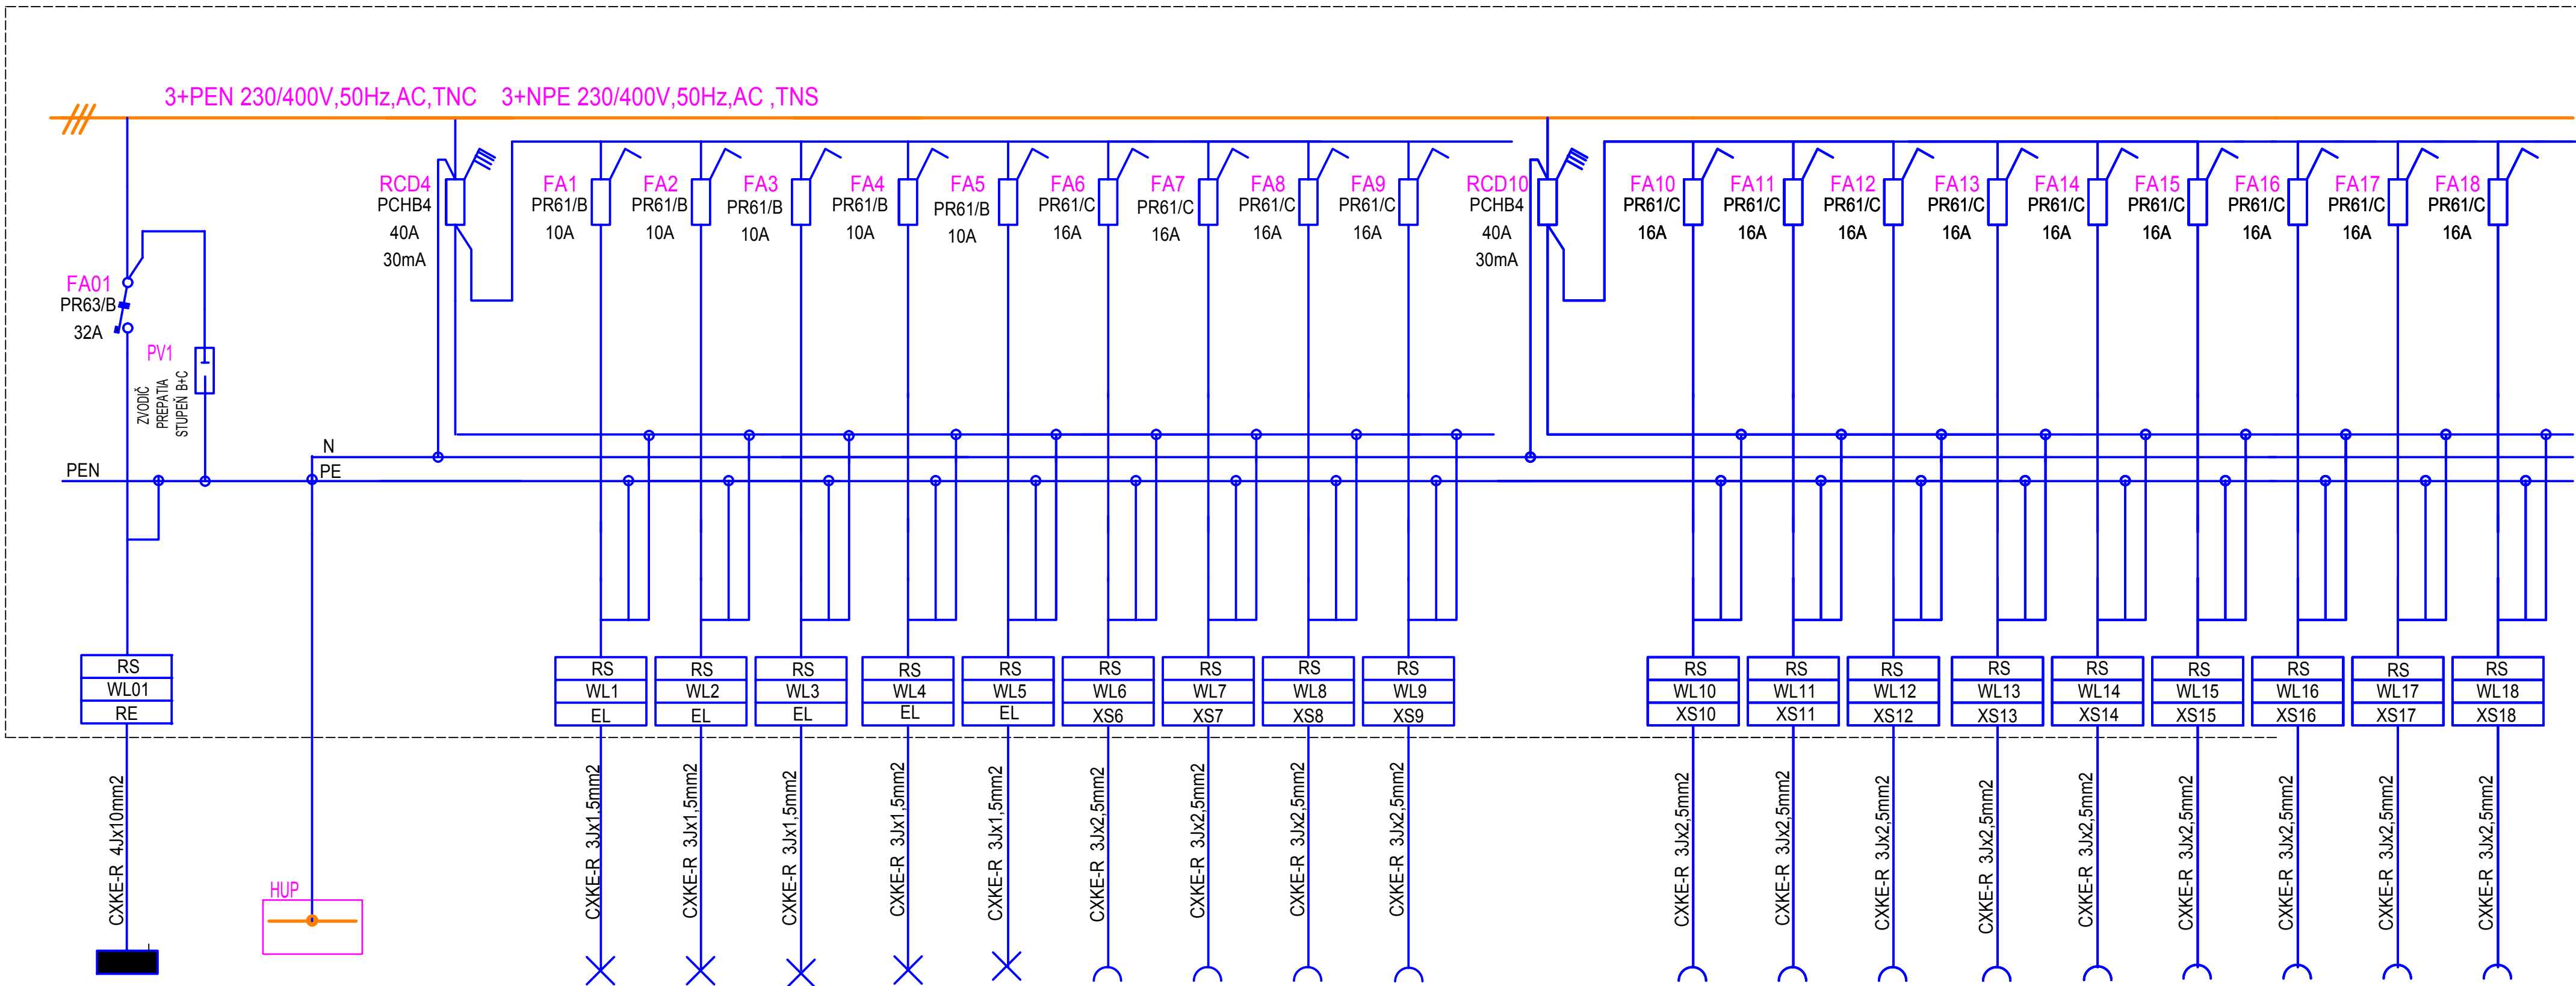 3+PEN 230/400V,50Hz,AC,TNC 3+NPE 230/400V,50Hz,AC ,TNS
FA01
PR63/B
32A
PV1
ZVODIČ
PREPATIA
STUPEŇ B+C
RCD4
PCHB4
40A
30mA
FA1
PR61/B
10A
FA2
PR61/B
10A
FA3
PR61/B
10A
FA4
PR61/B
10A
FA5
PR61/B
10A
FA6
PR61/C
16A
FA7
PR61/C
16A
FA8
PR61/C
16A
FA9
PR61/C
16A
RCD10
PCHB4
40A
30mA
FA10
PR61/C
16A
FA11
PR61/C
16A
FA12
PR61/C
16A
FA13
PR61/C
16A
FA14
PR61/C
16A
FA15
PR61/C
16A
FA16
PR61/C
16A
FA17
PR61/C
16A
FA18
PR61/C
16A
N
PEN
PE
RS
WL01
RE
RS
WL1
EL
RS
WL2
EL
RS
WL3
EL
RS
WL4
EL
RS
WL5
EL
RS
WL6
XS6
RS
WL7
XS7
RS
WL8
XS8
RS
WL9
XS9
RS
WL10
XS10
RS
WL11
XS11
RS
WL12
XS12
RS
WL13
XS13
RS
WL14
XS14
RS
WL15
XS15
RS
WL16
XS16
RS
WL17
XS17
RS
WL18
XS18
CXKE-R 4Jx10mm2
HUP
CXKE-R 3Jx1,5mm2
CXKE-R 3Jx1,5mm2
CXKE-R 3Jx1,5mm2
CXKE-R 3Jx1,5mm2
CXKE-R 3Jx1,5mm2
CXKE-R 3Jx2,5mm2
CXKE-R 3Jx2,5mm2
CXKE-R 3Jx2,5mm2
CXKE-R 3Jx2,5mm2
CXKE-R 3Jx2,5mm2
CXKE-R 3Jx2,5mm2
CXKE-R 3Jx2,5mm2
CXKE-R 3Jx2,5mm2
CXKE-R 3Jx2,5mm2
CXKE-R 3Jx2,5mm2
CXKE-R 3Jx2,5mm2
CXKE-R 3Jx2,5mm2
CXKE-R 3Jx2,5mm2